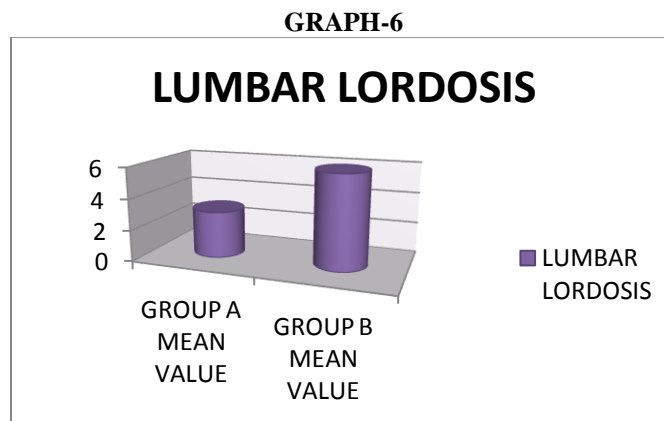 GRAPH-6
LUMBAR LORDOSIS
6
4
2
0
GROUP A
MEAN
VALUE
GROUP B
MEAN
VALUE
LUMBAR
LORDOSIS